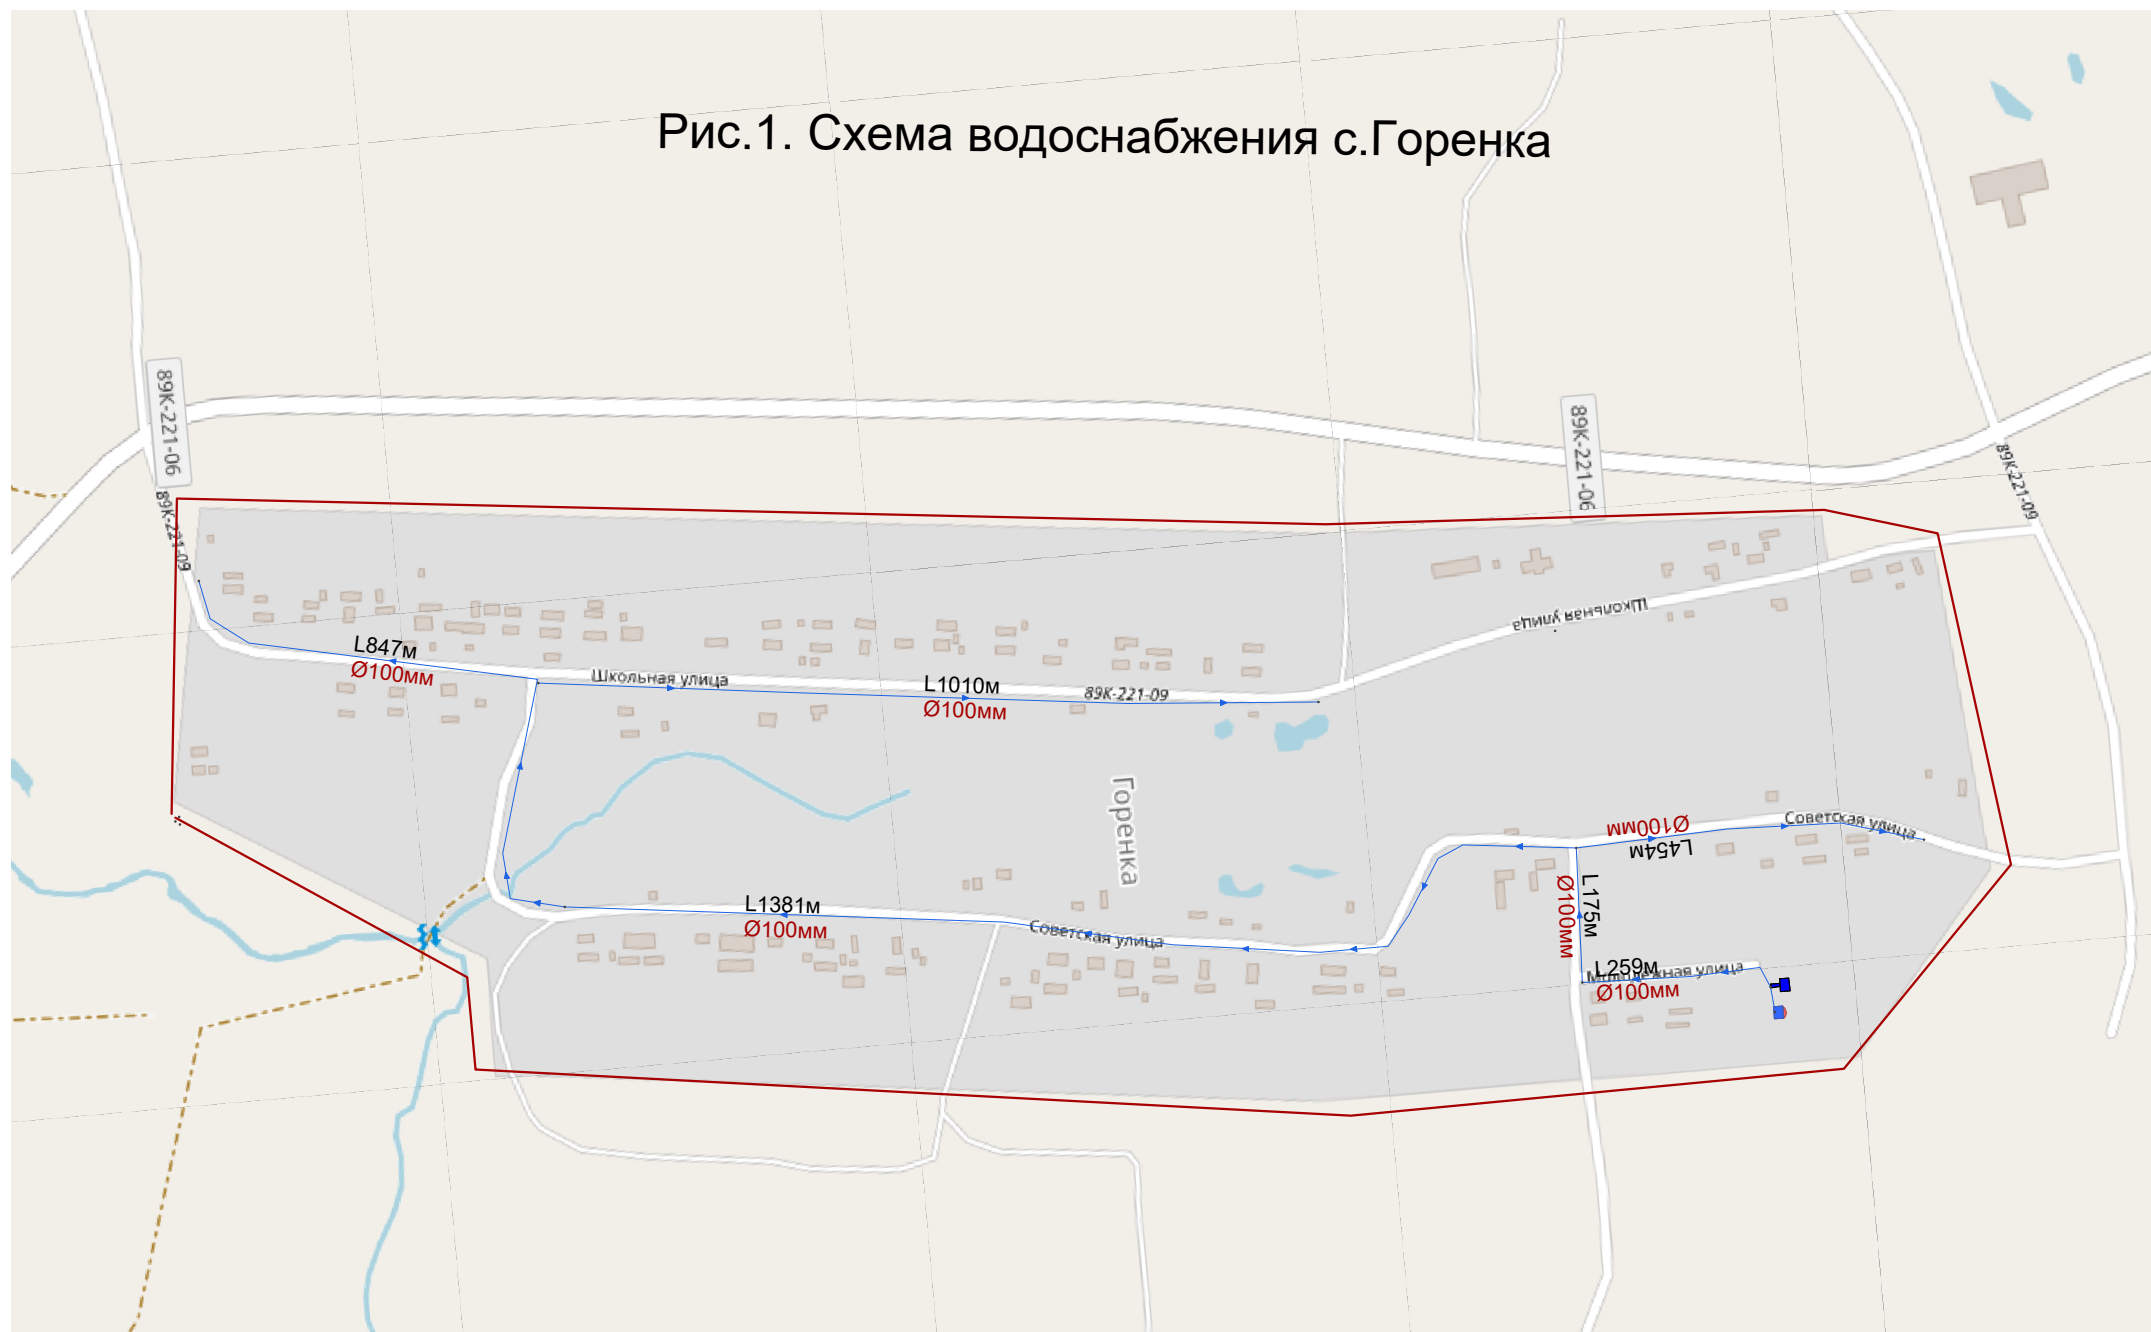 Рис.1. Схема водоснабжения с.Горенка
89К-221-06
89К-221-06
89К-221-09
89К-221-09
Школьная улица
L847м
Ø100мм
Школьная улица
L1010м
Ø100мм
89К-221-09
Горенка
Ø100мм
L454м
Советская улица
L175м
Ø100мм
L1381м
Ø100мм
Советская улица
L259м
Молодежная улица
Ø100мм